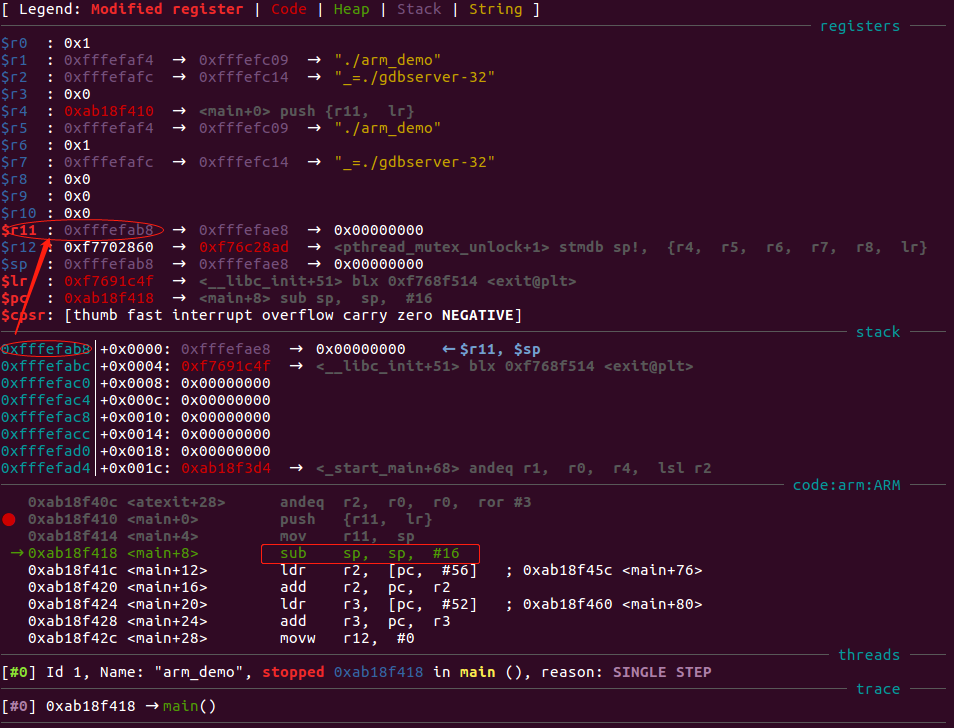 [ Legend: Modified register | Code | Heap | Stack | String ]
registers
$r0 : 0x1
$r1 : 0xfffefaf4 → 0xfffefc09 → "./arm_demo"
$r2 : 0xfffefafc → 0xfffefc14 → "_=./gdbserver-32"
$r3 : 0x0
$r4 : 0xab18f410 → <main+0> push {r11, lr}
$r5 : 0xfffefaf4 → 0xfffefc09 → "./arm_demo"
$r6 : 0x1
$r7 : 0xfffefafc → 0xfffefc14 → "_=./gdbserver-32"
$r8 : 0x0
$r9 : 0x0
$r10 : 0x0
$r11 : 0xfffefab8 → 0xfffefae8 → 0x00000000
$r12 : 0xf7702860 → 0xf76c28ad → <pthread_mutex_unlock+1> stmdb sp!, {r4, r5, r6, r7, r8, lr}
$sp : 0xfffefab8 → 0xfffefae8 → 0x00000000
$lr : 0xf7691c4f → <__libc_init+51> blx 0xf768f514 <exit@plt>
$pc : 0xab18f418 → <main+8> sub sp, sp, #16
$cpsr: [thumb fast interrupt overflow carry zero NEGATIVE]
stack
0xfffefab8│+0x0000: 0xfffefae8 → 0x00000000 ←$r11, $sp
0xfffefabc│+0x0004: 0xf7691c4f → <__libc_init+51> blx 0xf768f514 <exit@plt>
0xfffefac0│+0x0008: 0x00000000
0xfffefac4│+0x000c: 0x00000000
0xfffefac8│+0x0010: 0x00000000
0xfffefacc│+0x0014: 0x00000000
0xfffefad0│+0x0018: 0x00000000
0xfffefad4│+0x001c: 0xab18f3d4 → <_start_main+68> andeq r1, r0, r4, lsl r2
code:arm:ARM
0xab18f40c <atexit+28> andeq r2, r0, r0, ror #3
0xab18f410 <main+0> push {r11, lr}
0xab18f414 <main+4> mov r11, sp
→0xab18f418 <main+8> sub sp, sp, #16
0xab18f41c <main+12> ldr r2, [pc, #56] ; 0xab18f45c <main+76>
0xab18f420 <main+16> add r2, pc, r2
0xab18f424 <main+20> ldr r3, [pc, #52] ; 0xab18f460 <main+80>
0xab18f428 <main+24> add r3, pc, r3
0xab18f42c <main+28> movw r12, #0
threads
[#0] Id 1, Name: "arm_demo", stopped 0xab18f418 in main (), reason: SINGLE STEP
trace
[#0] 0xab18f418 →main()